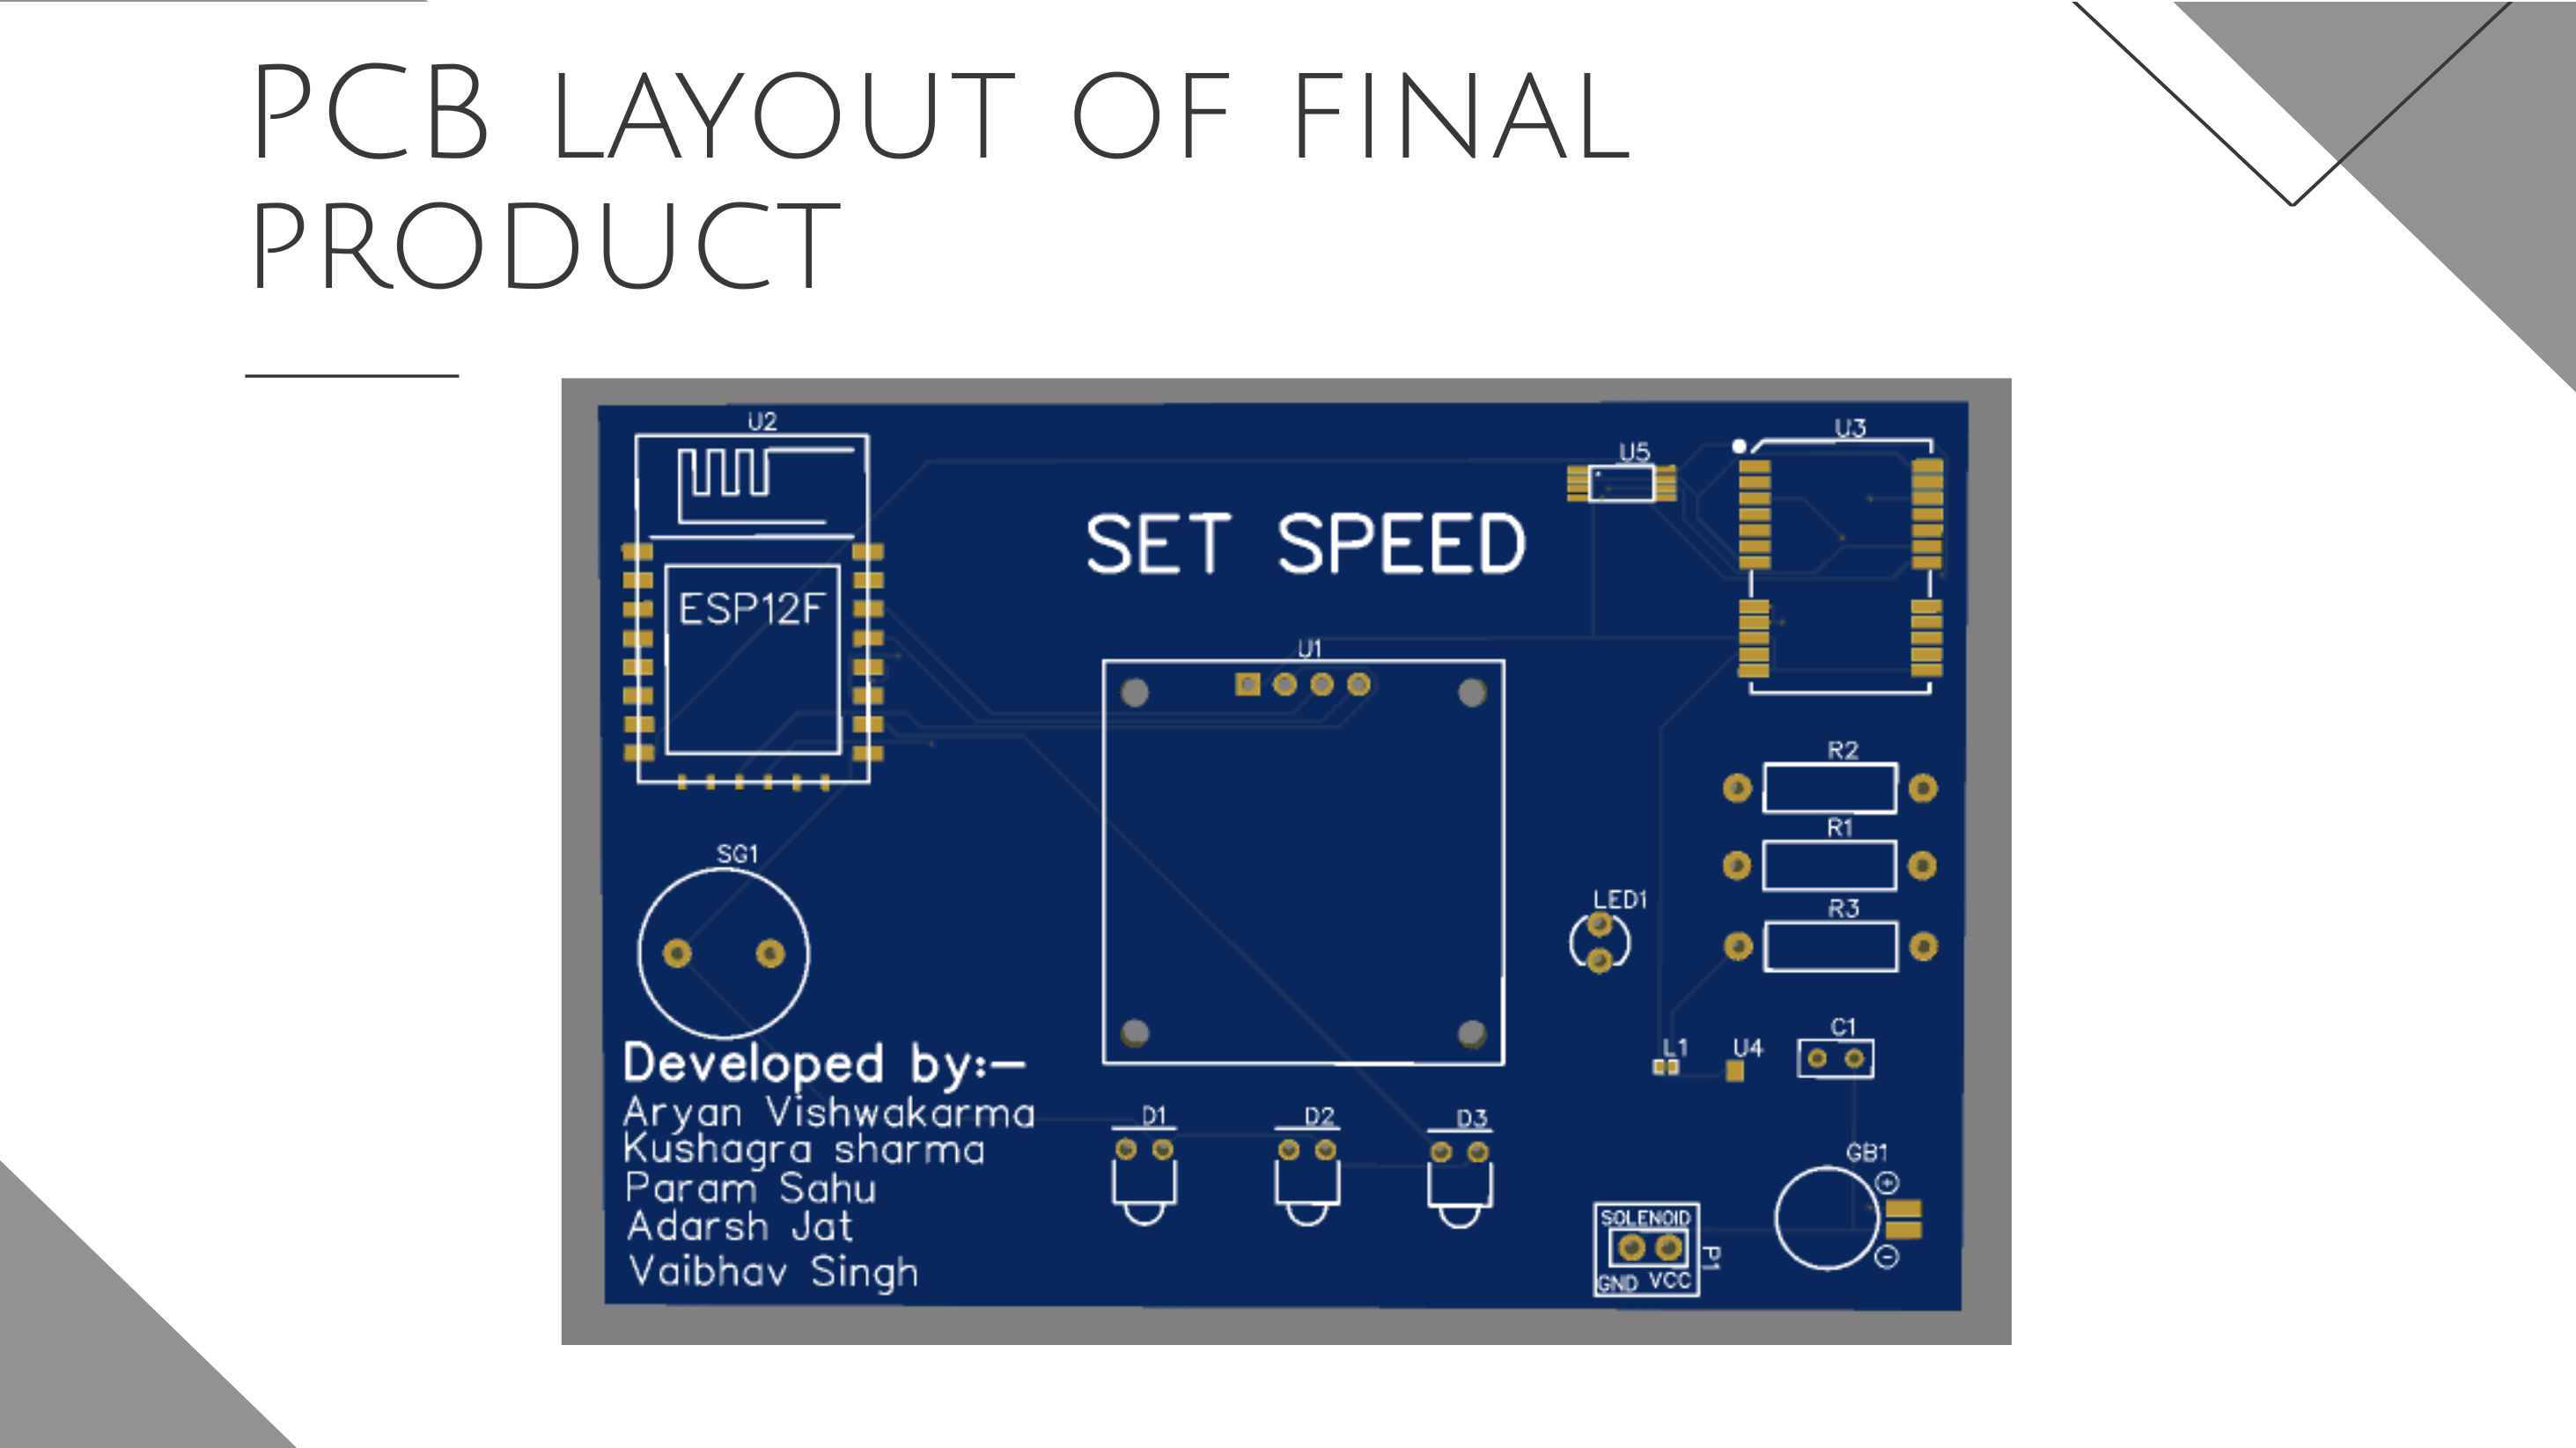 PCB LAYOUT OF FINAL
PRODUCT
U2
ESP12F
SET SPEED
U5
U3
U1
R2
R1
R3
SG1
LED1
L1
U4
C1
Developed by:-
Aryan Vishwakarma
Kushagra sharma
Param Sahu
Adarsh Jat
Vaibhav Singh
D1
D2
D3
GB1
+
-
SOLENOID
P1
GND VCC